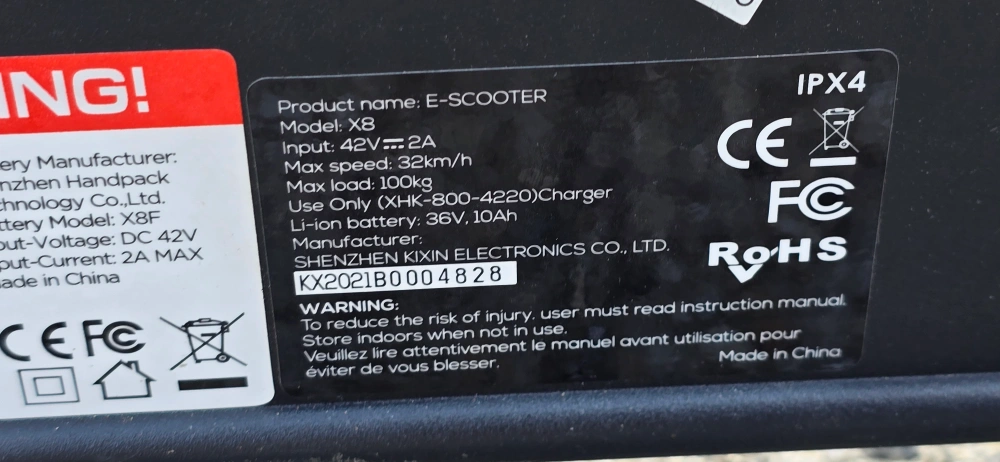 ING!
ery Manufacturer:
nzhen Handpack
hnology Co.,Ltd.
ttery Model: X8F
out-Voltage: DC 42V
put-Current: 2A MAX
ade in China
CE FC
Product name: E-SCOOTER
Model: X8
Input: 42V⎓2A
Max speed: 32km/h
Max load: 100kg
Use Only (XHK-800-4220)Charger
Li-ion battery: 36V, 10Ah
Manufacturer:
SHENZHEN KIXIN ELECTRONICS CO., LTD.
KX2021B0004828
WARNING:
To reduce the risk of injury, user must read instruction manual.
Store indoors when not in use.
Veuillez lire attentivement le manuel avant utilisation pour
éviter de vous blesser.
Made in China
IPX4
CE
FC
RoHS